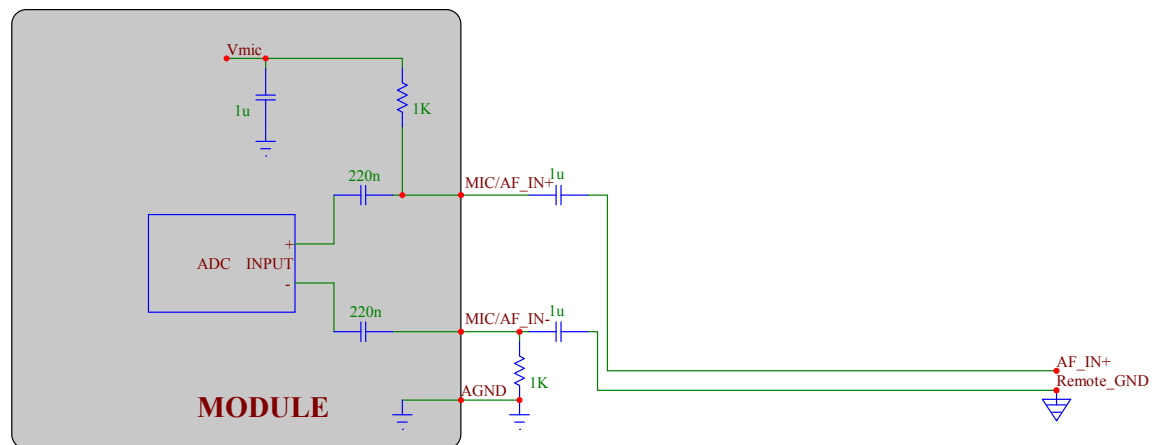 Vmic
1u
1K
220n
MIC/AF_IN+
1u
+
ADC INPUT
-
220n
MIC/AF_IN-
1u
1K
AGND
MODULE
AF_IN+
Remote_GND